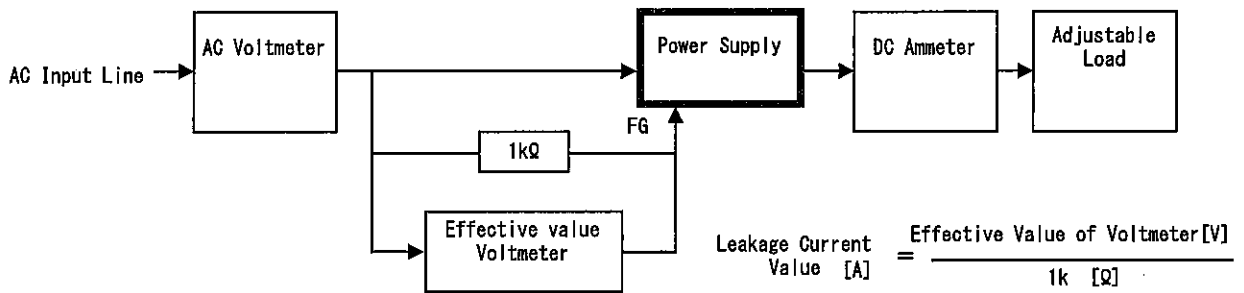 AC Input Line
AC Voltmeter
Power Supply
DC Ammeter
Adjustable
Load
FG
1kΩ
Effective value
Voltmeter
Leakage Current
Value [A]
=
Effective Value of Voltmeter[V]
1k [Ω]